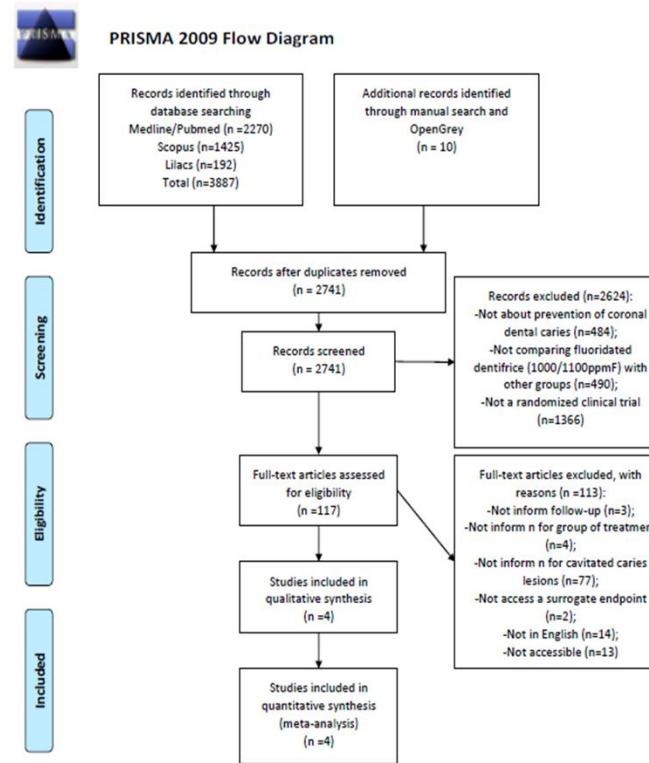 PRISMA
PRISMA 2009 Flow Diagram
Identification
Records identified through
database searching
Medline/Pubmed (n =2270)
Scopus (n=1425)
Lilacs (n=192)
Total (n=3887)
Additional records identified
through manual search and
OpenGrey
(n = 10)
Records after duplicates removed
(n = 2741)
Screening
Records screened
(n = 2741)
Records excluded (n=2624):
-Not about prevention of coronal
dental caries (n=484);
-Not comparing fluoridated
dentifrice (1000/1100ppmF) with
other groups (n=490);
-Not a randomized clinical trial
(n=1366)
Eligibility
Full-text articles assessed
for eligibility
(n =117)
Full-text articles excluded, with
reasons (n =113):
-Not inform follow-up (n=3);
-Not inform n for group of treatment
(n=4);
-Not inform n for cavitated caries
lesions (n=77);
-Not access a surrogate endpoint
(n=2);
-Not in English (n=14);
-Not accessible (n=13)
Studies included in
qualitative synthesis
(n =4)
Included
Studies included in
quantitative synthesis
(meta-analysis)
(n =4)